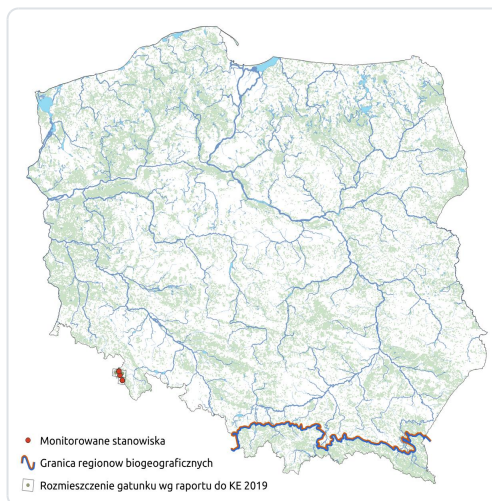 Monitorowane stanowiska
Granica regionow biogeograficznych
Rozmieszczenie gatunku wg raportu do KE 2019